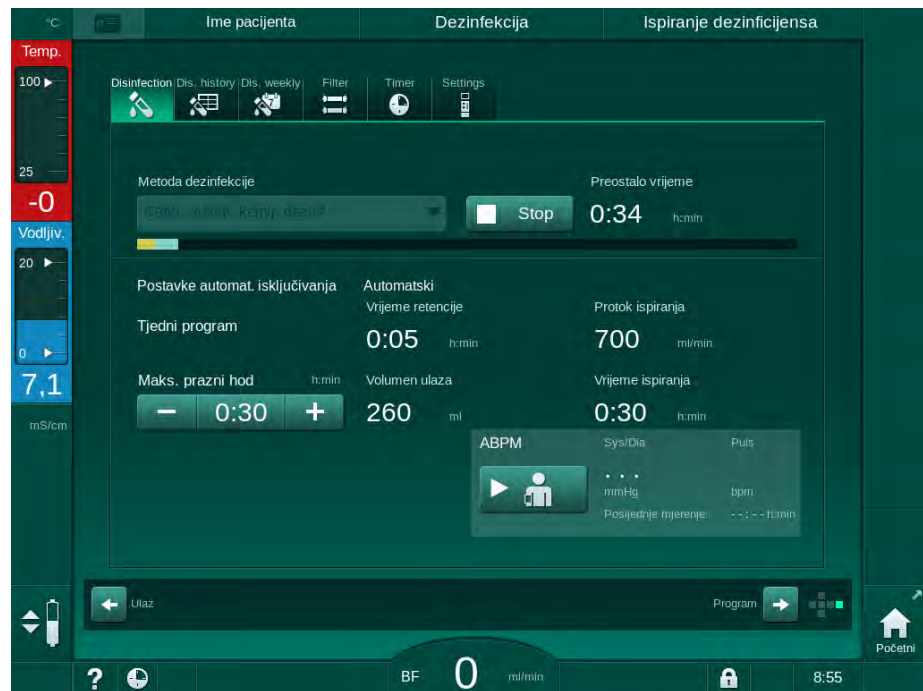 °C Ime pacijenta Dezinfekcija Ispiranje dezinficijensa
Temp.
100
25
-0
Vodljiv.
20
0
7,1
mS/cm
Disinfection Dis. history Dis. weekly Filter Timer Settings
Metoda dezinfekcije Preostalo vrijeme
Stop 0:34 h:min
Postavke automat. isključivanja Automatski
Vrijeme retencije Protok ispiranja
Tjedni program 0:05 h:min 700 ml/min
Maks. prazni hod h:min Volumen ulaza Vrijeme ispiranja
− 0:30 + 260 ml 0:30 h:min
ABPM Sys/Dia Puls
. . .
mmHg bpm
Posljednje mjerenje: --:-- h:min
Ulaz Program
Početni
? BF 0 ml/min 8:55